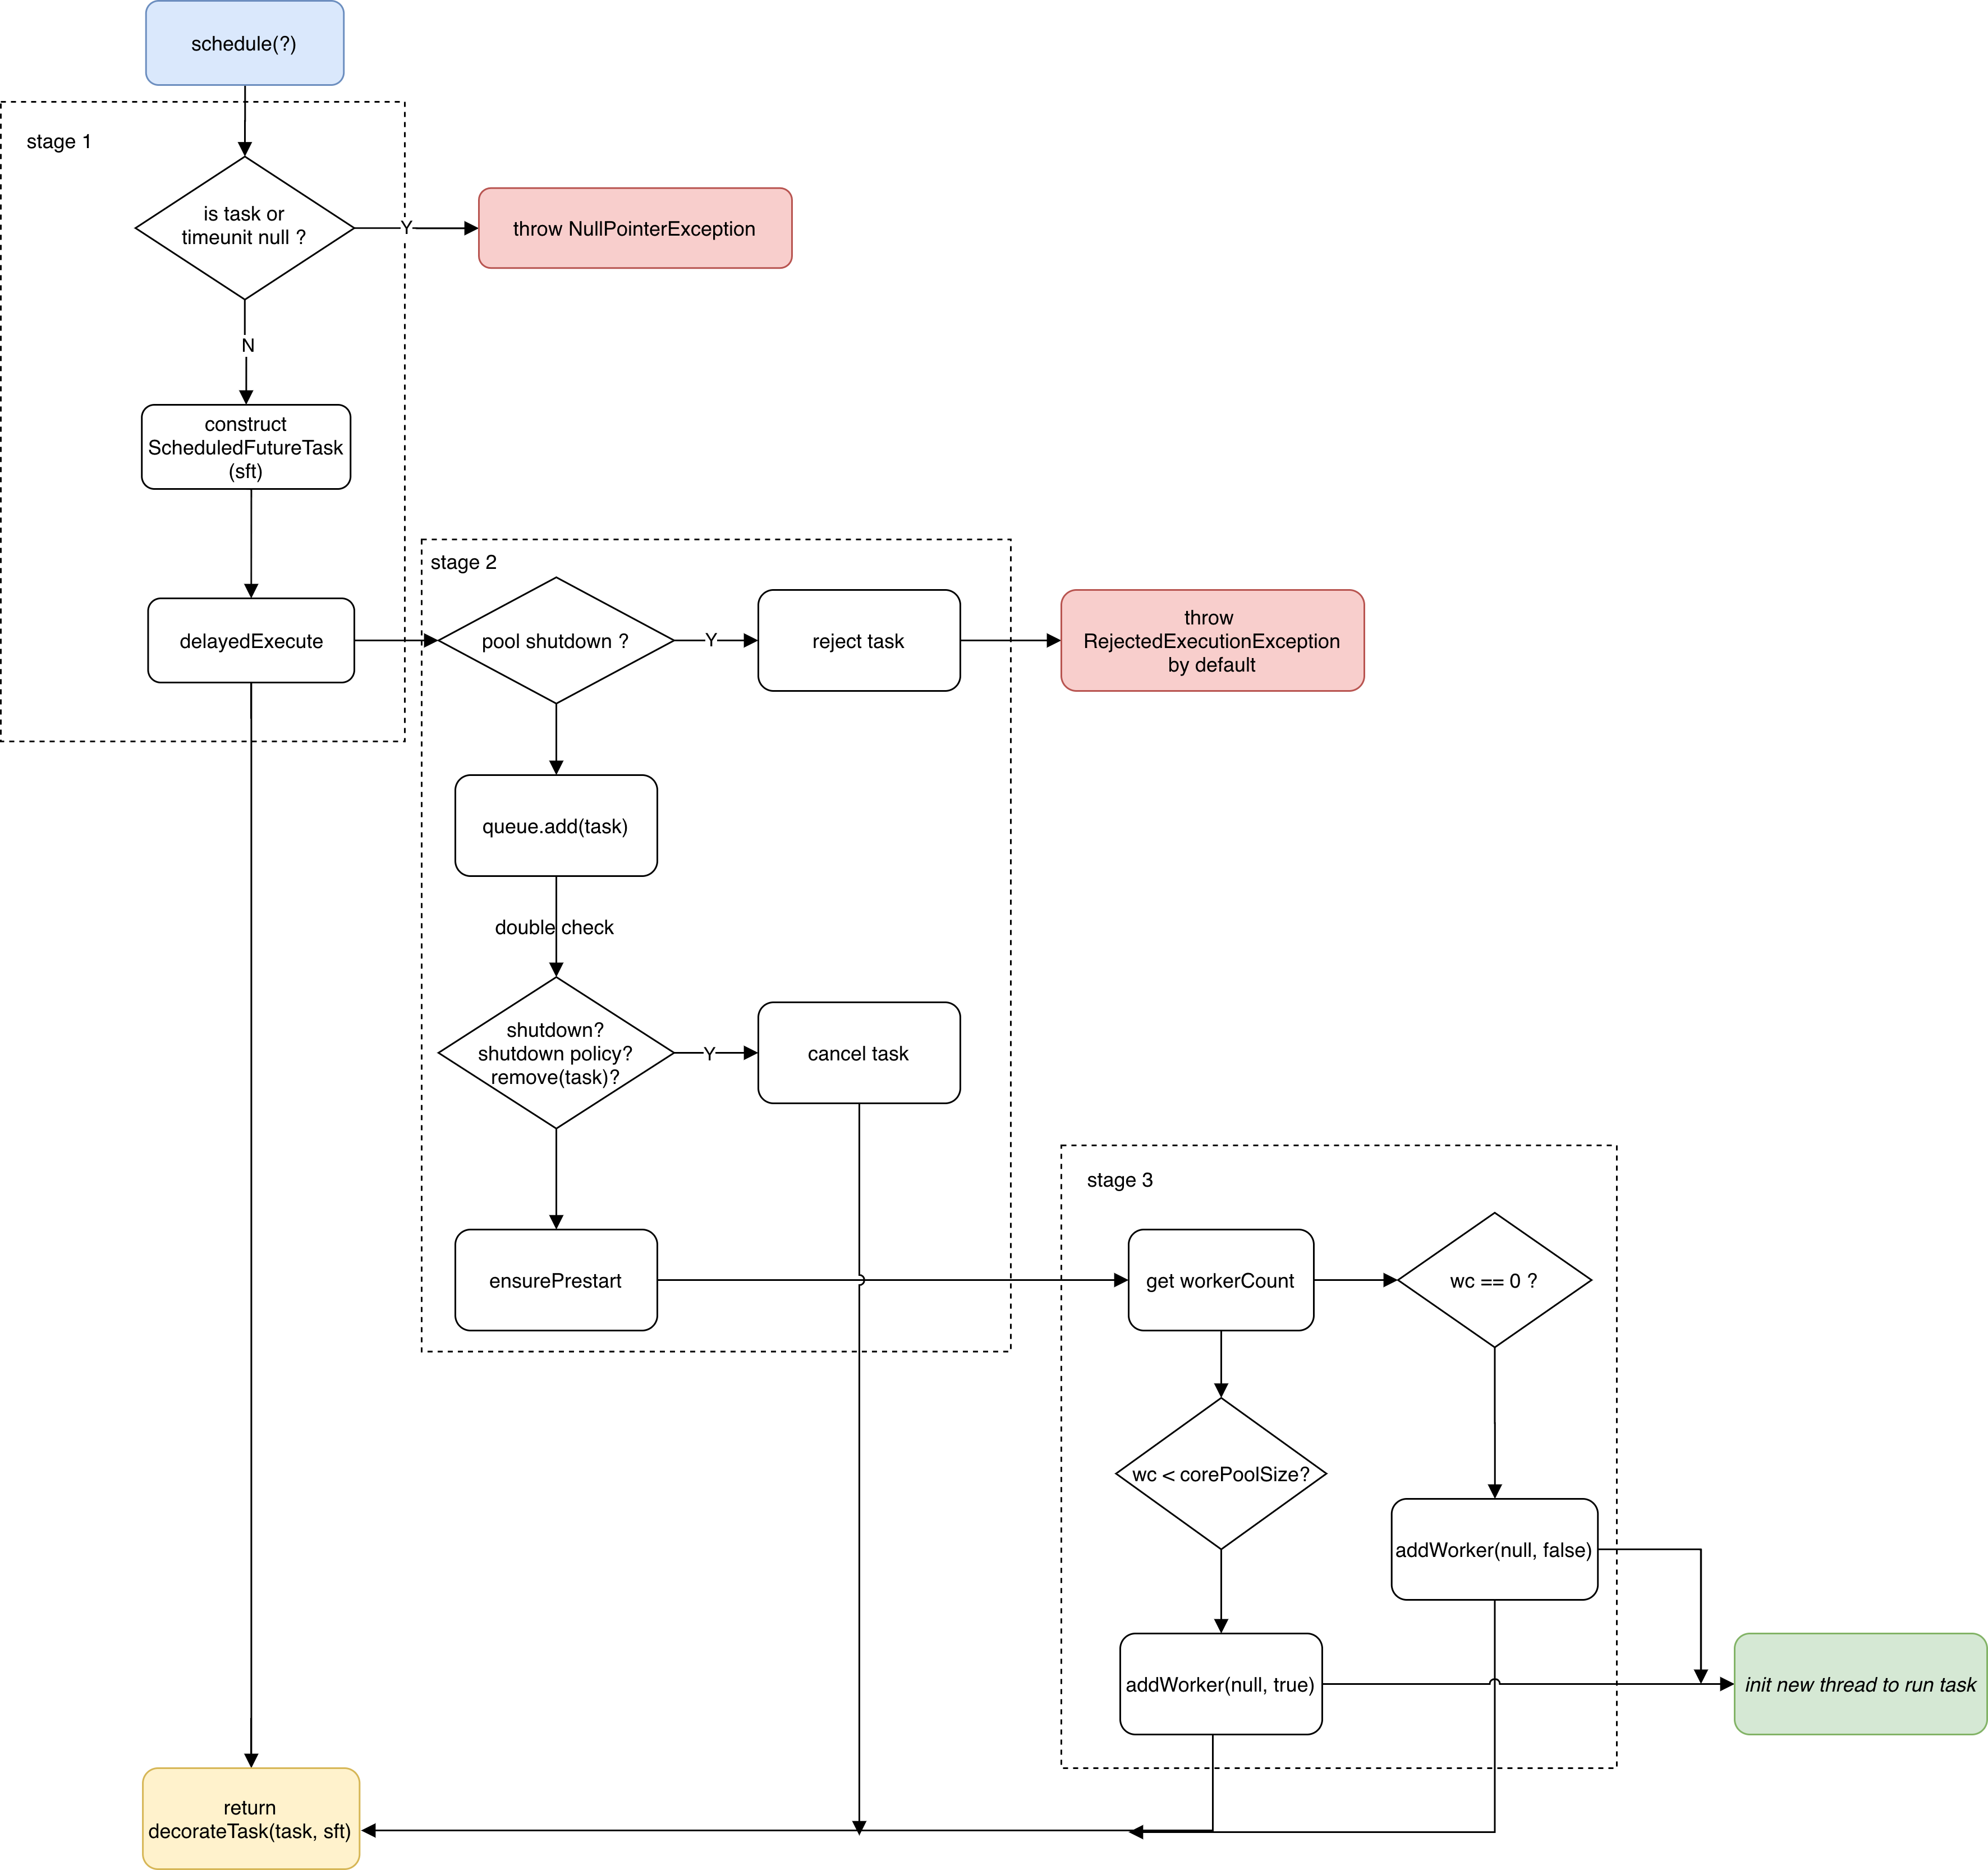 schedule(?)
stage 1
is task or
timeunit null ?
Y
throw NullPointerException
N
construct
ScheduledFutureTask
(sft)
stage 2
delayedExecute
pool shutdown ?
Y
reject task
throw
RejectedExecutionException
by default
queue.add(task)
double check
shutdown?
shutdown policy?
remove(task)?
Y
cancel task
stage 3
ensurePrestart
get workerCount
wc == 0 ?
wc < corePoolSize?
addWorker(null, false)
addWorker(null, true)
init new thread to run task
return
decorateTask(task, sft)